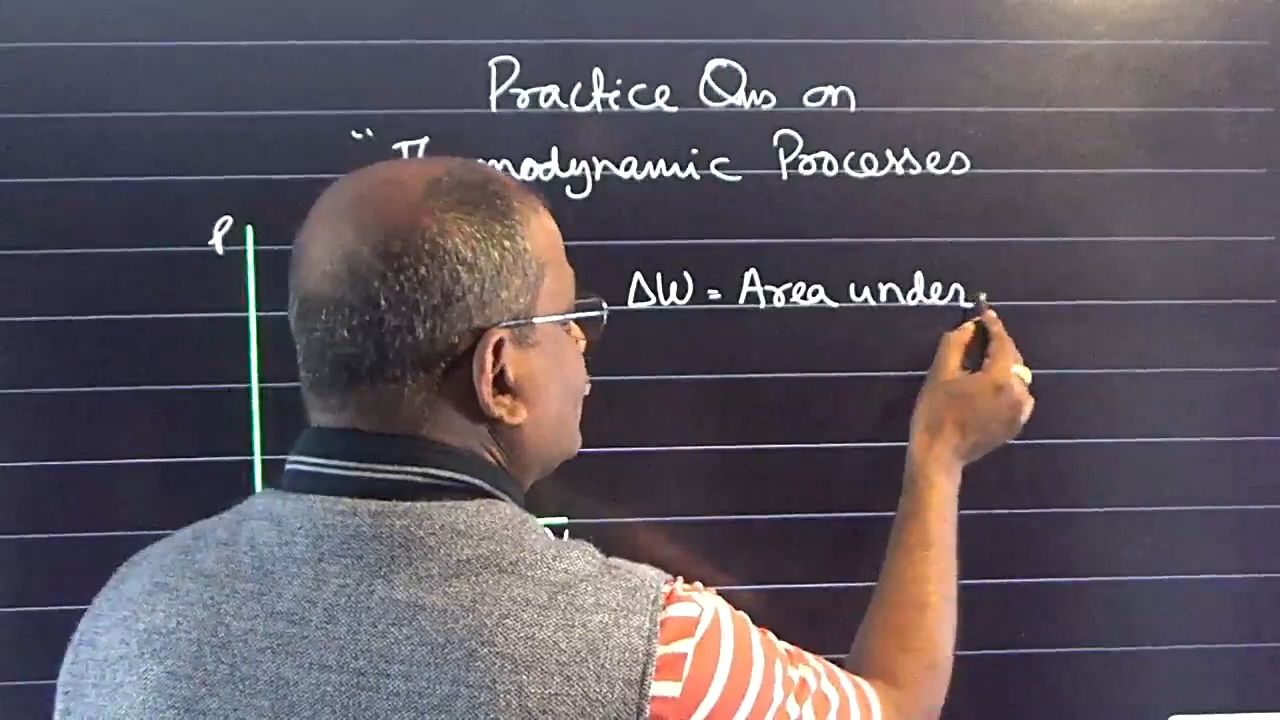 Practice Qns on
" Thermodynamic Processes
P
ΔW = Area under